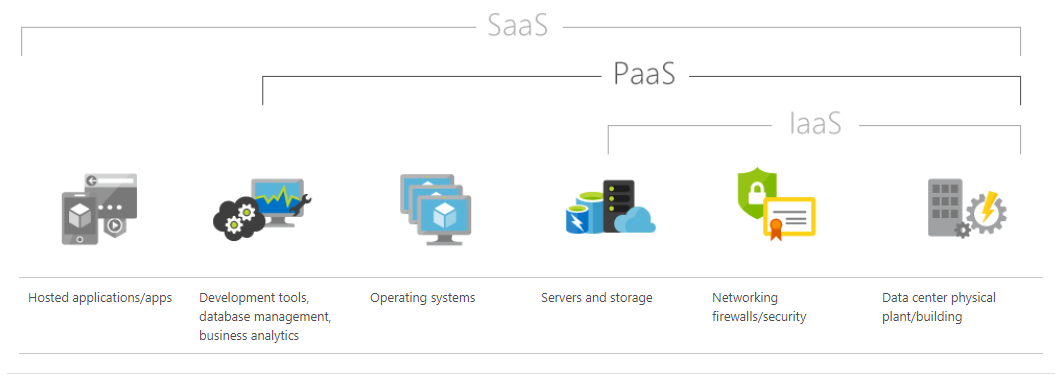 SaaS
PaaS
IaaS
Hosted applications/apps
Development tools,
database management,
business analytics
Operating systems
Servers and storage
Networking
firewalls/security
Data center physical
plant/building